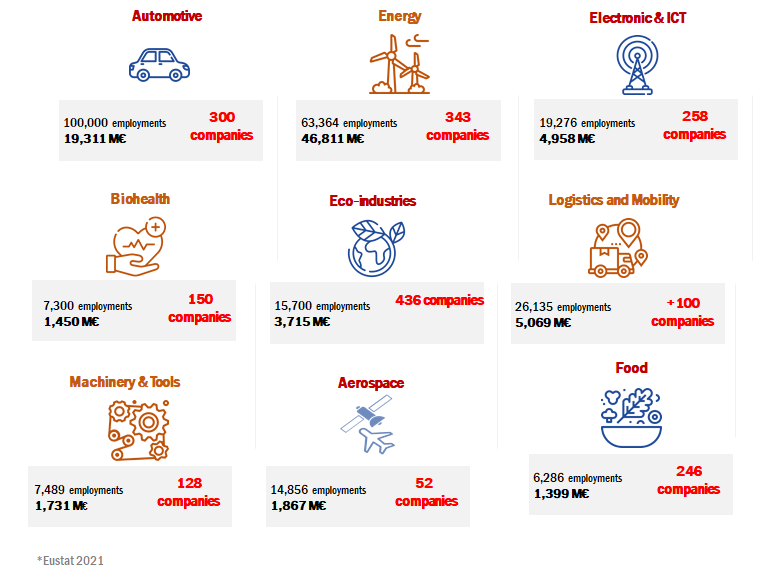 Automotive
Energy
Electronic & ICT
100,000 employments
19,311 M€
300
companies
63,364 employments
46,811 M€
343
companies
19,276 employments
4,958 M€
258
companies
Biohealth
Eco-industries
Logistics and Mobility
7,300 employments
1,450 M€
150
companies
15,700 employments
3,715 M€
436 companies
26,135 employments
5,069 M€
+100
companies
Machinery & Tools
Aerospace
Food
7,489 employments
1,731 M€
128
companies
14,856 employments
1,867 M€
52
companies
6,286 employments
1,399 M€
246
companies
*Eustat 2021